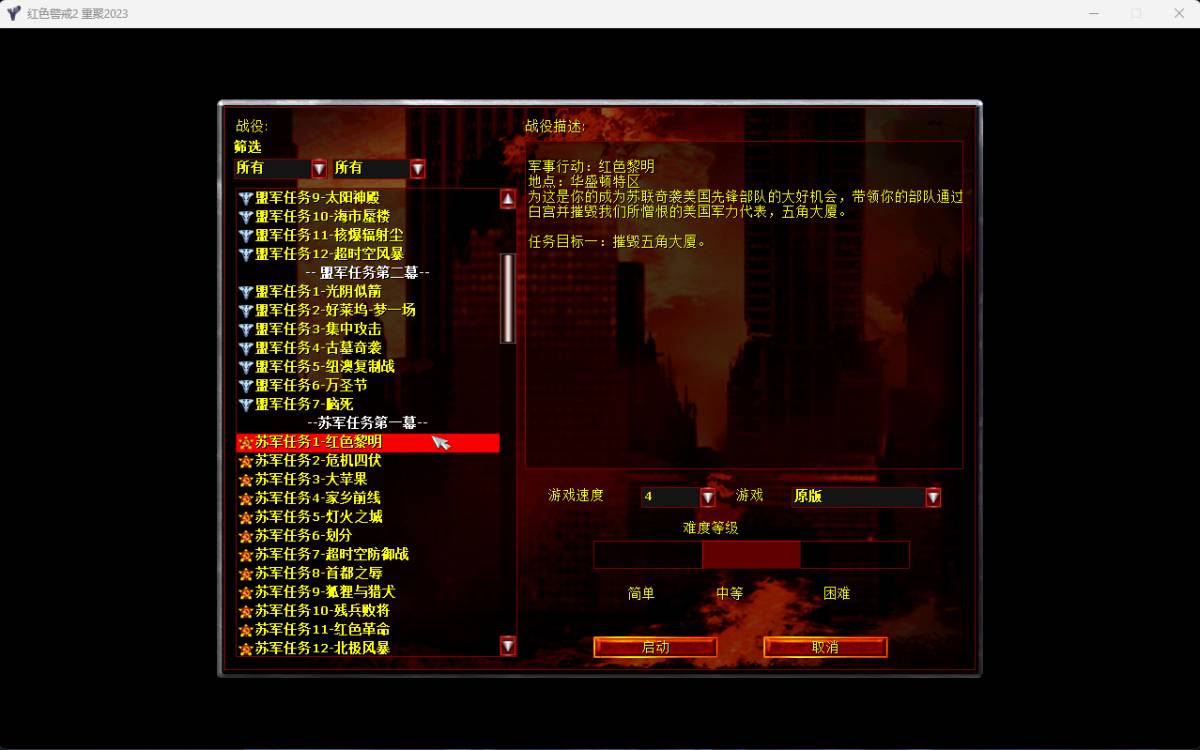 红色警戒2 重聚2023
战役:
筛选
所有
所有
盟军任务9-太阳神殿
盟军任务10-海市蜃楼
盟军任务11-核爆辐射尘
盟军任务12-超时空风暴
-- 盟军任务第二幕--
盟军任务1-光阴似箭
盟军任务2-好莱坞-梦一场
盟军任务3-集中攻击
盟军任务4-古墓奇袭
盟军任务5-纽澳复制战
盟军任务6-万圣节
盟军任务7-脑死
--苏军任务第一幕--
苏军任务1-红色黎明
苏军任务2-危机四伏
苏军任务3-大苹果
苏军任务4-家乡前线
苏军任务5-灯火之城
苏军任务6-划分
苏军任务7-超时空防御战
苏军任务8-首都之辱
苏军任务9-狐狸与猎犬
苏军任务10-残兵败将
苏军任务11-红色革命
苏军任务12-北极风暴
战役描述:
军事行动：红色黎明
地点：华盛顿特区
为这是你的成为苏联奇袭美国先锋部队的大好机会，带领你的部队通过
白宫并摧毁我们所憎恨的美国军力代表，五角大厦。
任务目标一：摧毁五角大厦。
游戏速度
4
游戏
原版
难度等级
简单
中等
困难
启动
取消